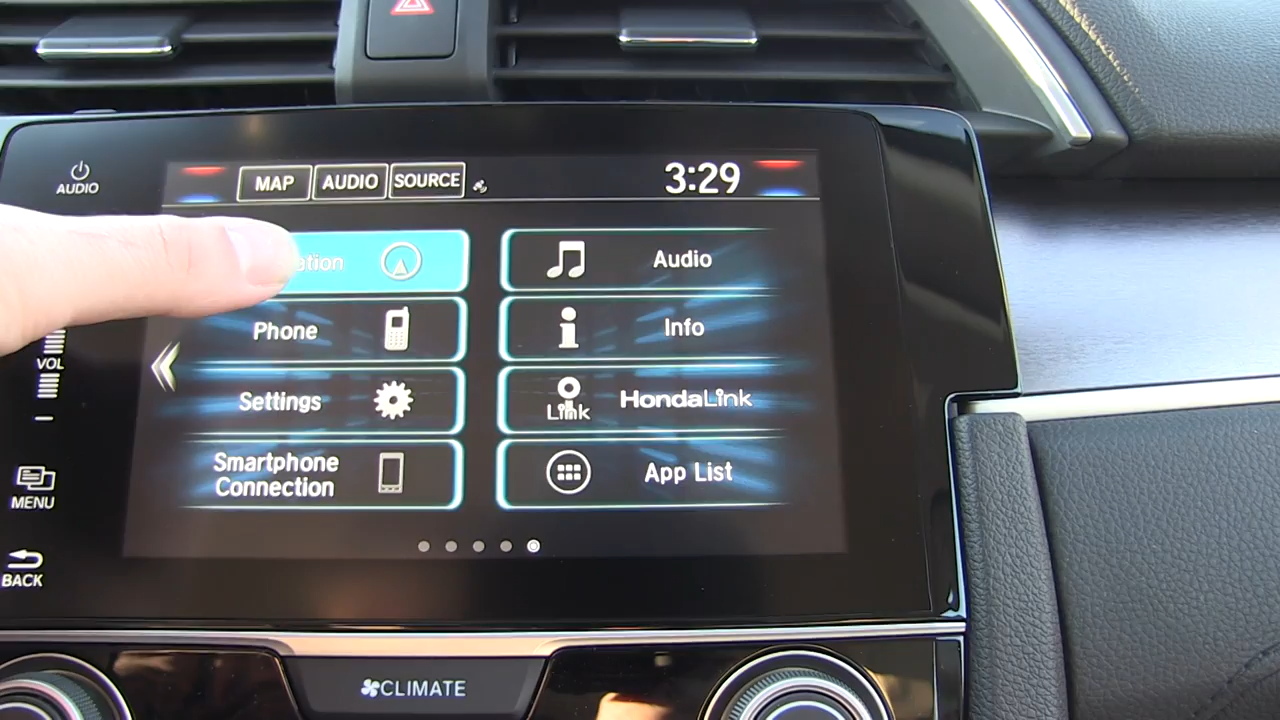 AUDIO
MAP AUDIO SOURCE 3:29
ation
Audio
Phone
Info
VOL
Settings
Link HondaLink
Smartphone
Connection
App List
MENU
BACK
CLIMATE